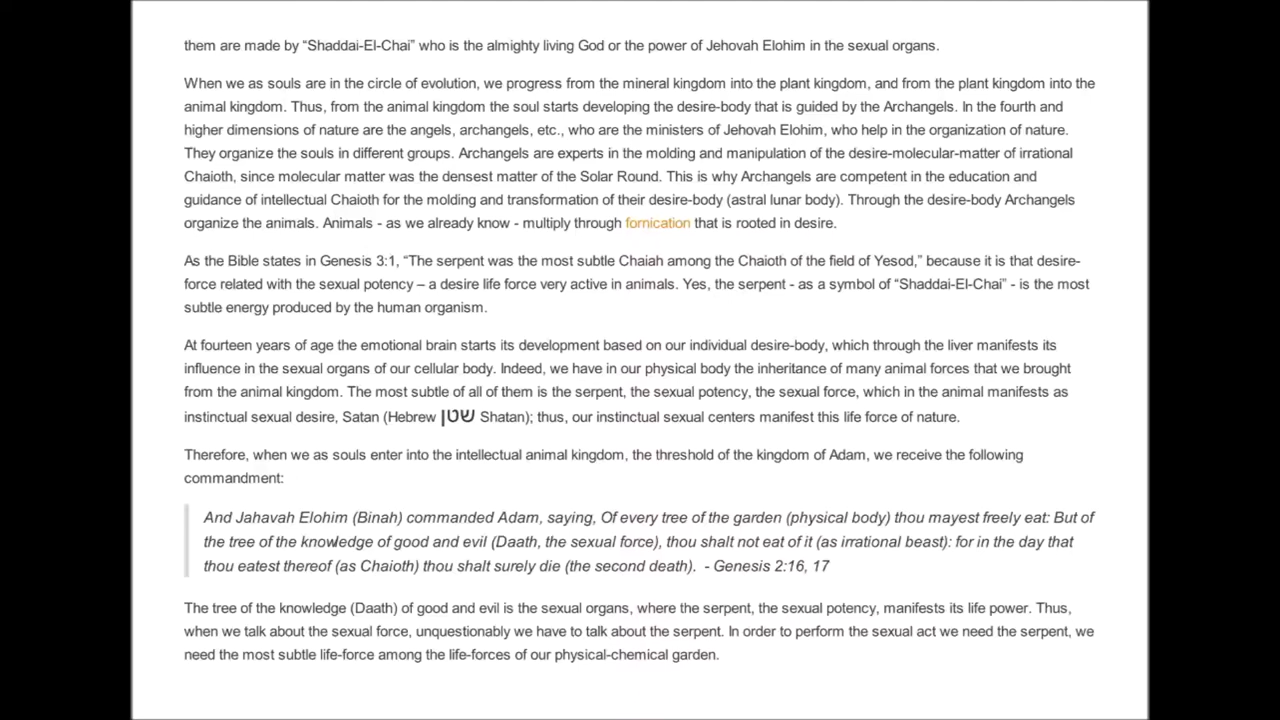 them are made by “Shaddai-El-Chai” who is the almighty living God or the power of Jehovah Elohim in the sexual organs.
When we as souls are in the circle of evolution, we progress from the mineral kingdom into the plant kingdom, and from the plant kingdom into the
animal kingdom. Thus, from the animal kingdom the soul starts developing the desire-body that is guided by the Archangels. In the fourth and
higher dimensions of nature are the angels, archangels, etc., who are the ministers of Jehovah Elohim, who help in the organization of nature.
They organize the souls in different groups. Archangels are experts in the molding and manipulation of the desire-molecular-matter of irrational
Chaioth, since molecular matter was the densest matter of the Solar Round. This is why Archangels are competent in the education and
guidance of intellectual Chaioth for the molding and transformation of their desire-body (astral lunar body). Through the desire-body Archangels
organize the animals. Animals - as we already know - multiply through fornication that is rooted in desire.
As the Bible states in Genesis 3:1, “The serpent was the most subtle Chaiah among the Chaioth of the field of Yesod,” because it is that desire-
force related with the sexual potency – a desire life force very active in animals. Yes, the serpent - as a symbol of “Shaddai-El-Chai” - is the most
subtle energy produced by the human organism.
At fourteen years of age the emotional brain starts its development based on our individual desire-body, which through the liver manifests its
influence in the sexual organs of our cellular body. Indeed, we have in our physical body the inheritance of many animal forces that we brought
from the animal kingdom. The most subtle of all of them is the serpent, the sexual potency, the sexual force, which in the animal manifests as
instinctual sexual desire, Satan (Hebrew שטן Shatan); thus, our instinctual sexual centers manifest this life force of nature.
Therefore, when we as souls enter into the intellectual animal kingdom, the threshold of the kingdom of Adam, we receive the following
commandment:
And Jahavah Elohim (Binah) commanded Adam, saying, Of every tree of the garden (physical body) thou mayest freely eat: But of
the tree of the knowledge of good and evil (Daath, the sexual force), thou shalt not eat of it (as irrational beast): for in the day that
thou eatest thereof (as Chaioth) thou shalt surely die (the second death). - Genesis 2:16, 17
The tree of the knowledge (Daath) of good and evil is the sexual organs, where the serpent, the sexual potency, manifests its life power. Thus,
when we talk about the sexual force, unquestionably we have to talk about the serpent. In order to perform the sexual act we need the serpent, we
need the most subtle life-force among the life-forces of our physical-chemical garden.